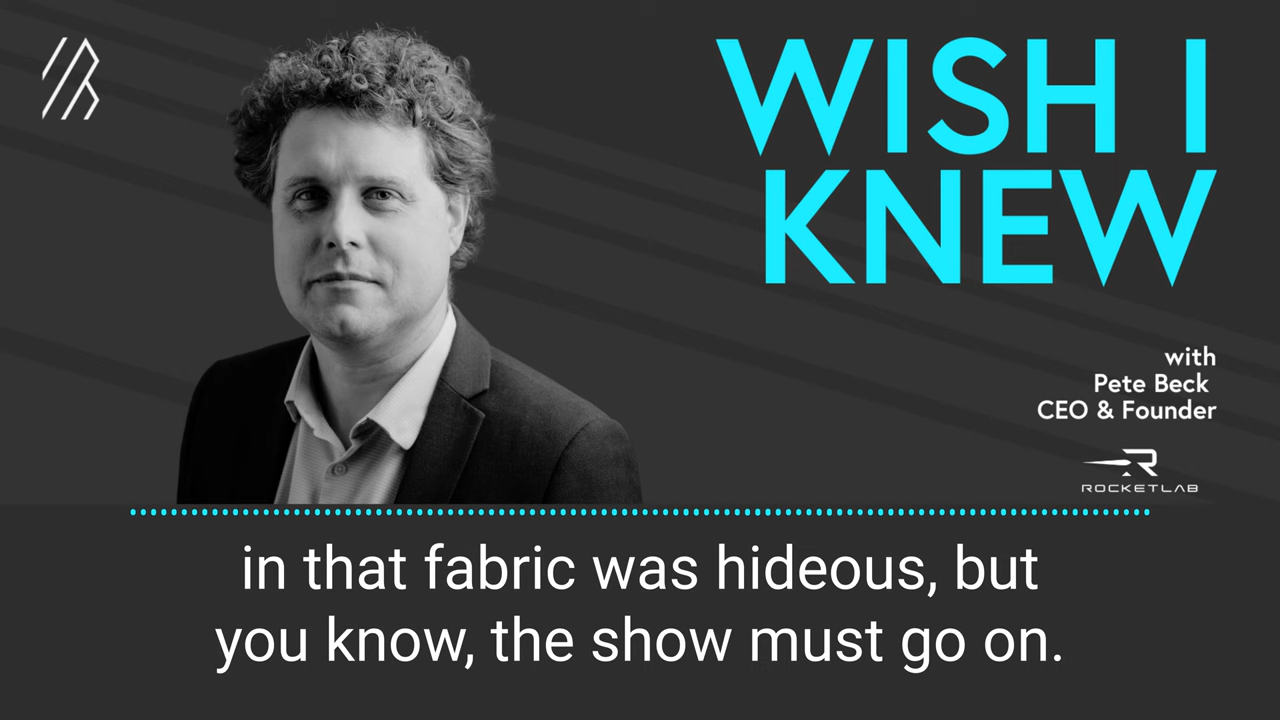 WISH I
KNEW
with
Pete Beck
CEO & Founder
ROCKETLAB
in that fabric was hideous, but
you know, the show must go on.